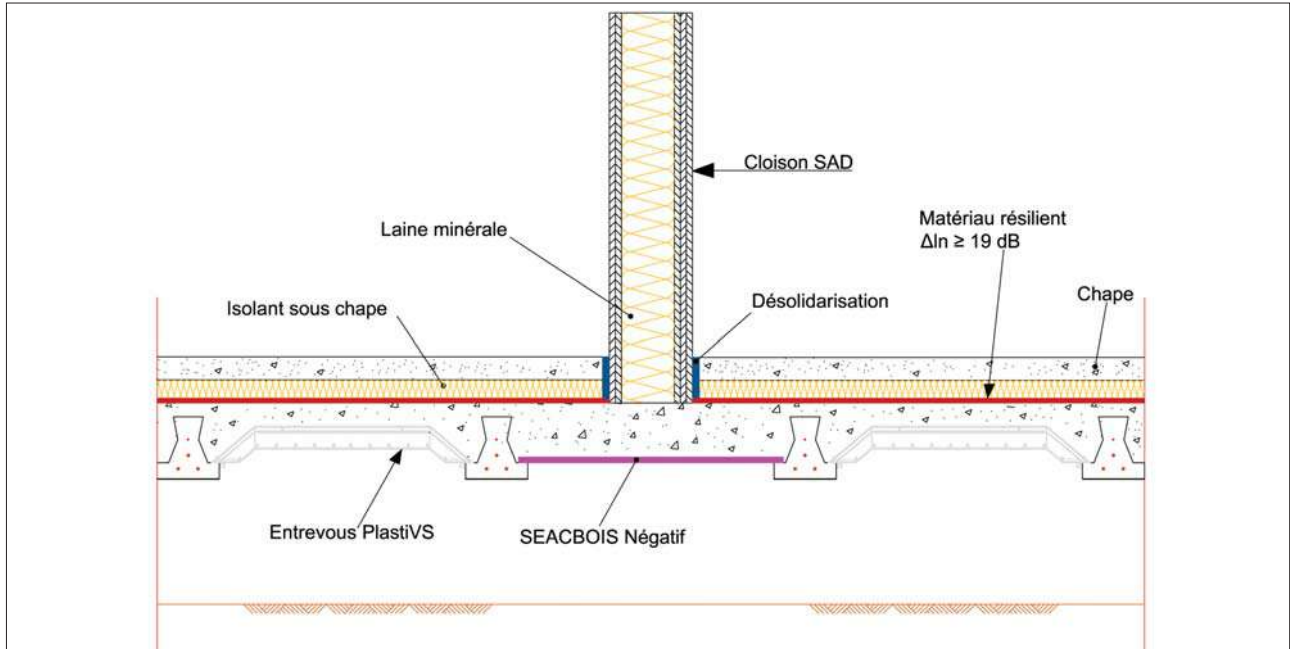 Cloison SAD
Laine minérale
Matériau résilient
ΔIn ≥ 19 dB
Isolant sous chape
Désolidarisation
Chape
Entrevous PlastiVS
SEACBOIS Négatif